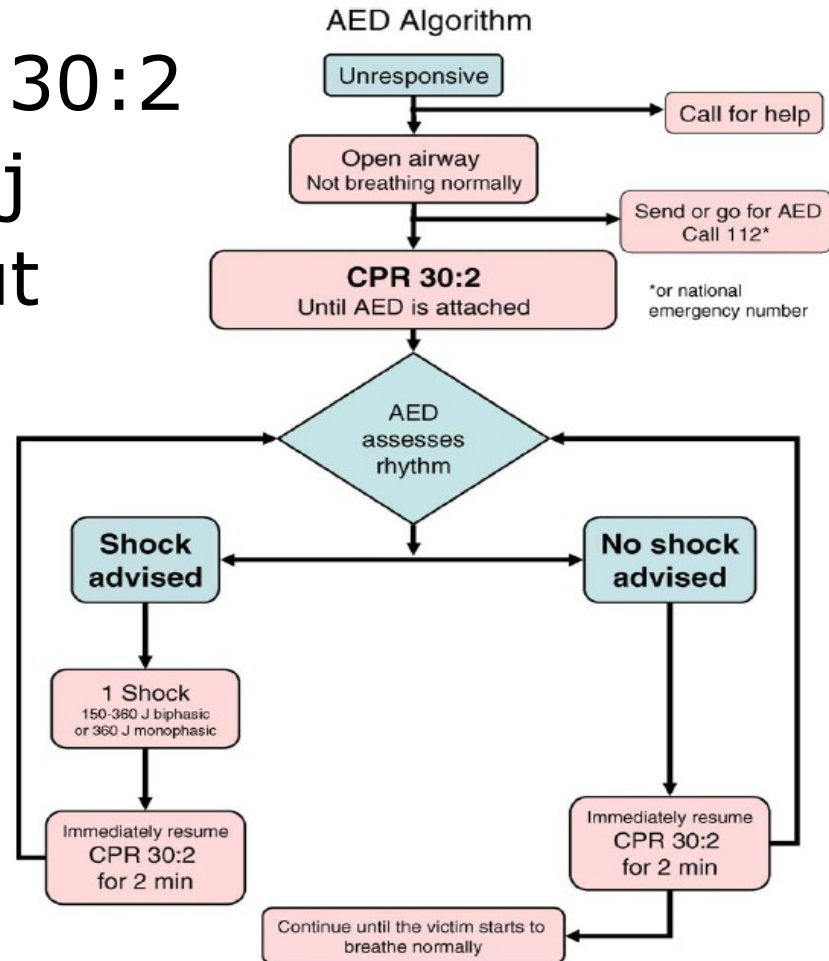 AED Algorithm
30:2
j
ut
Unresponsive
Call for help
Open airway
Not breathing normally
Send or go for AED
Call 112*
CPR 30:2
Until AED is attached
*or national
emergency number
AED
assesses
rhythm
Shock
advised
No shock
advised
1 Shock
150-360 J biphasic
or 360 J monophasic
Immediately resume
CPR 30:2
for 2 min
Immediately resume
CPR 30:2
for 2 min
Continue until the victim starts to
breathe normally